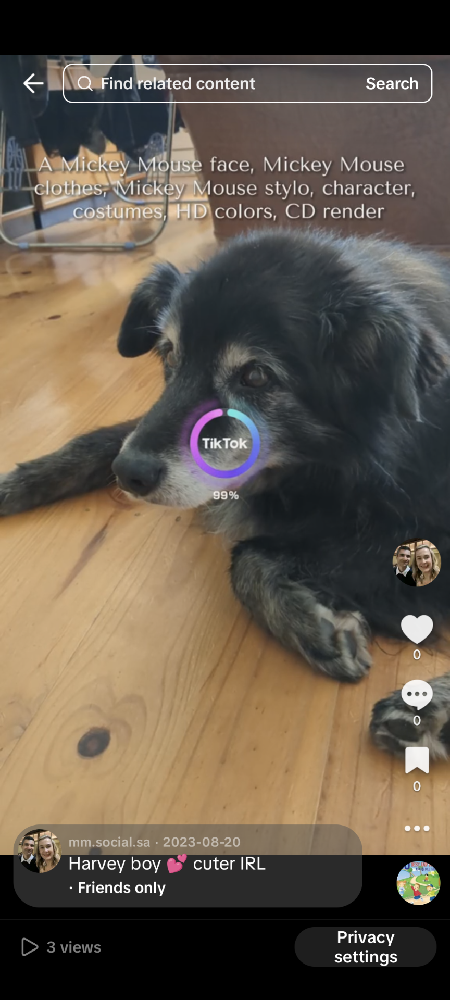 Find related content
Search
A Mickey Mouse face, Mickey Mouse
clothes, Mickey Mouse stylo, character,
costumes, HD colors, CD render
TikTok
99%
0
0
0
mm.social.sa · 2023-08-20
Harvey boy 💕 cuter IRL
· Friends only
3 views
Privacy
settings